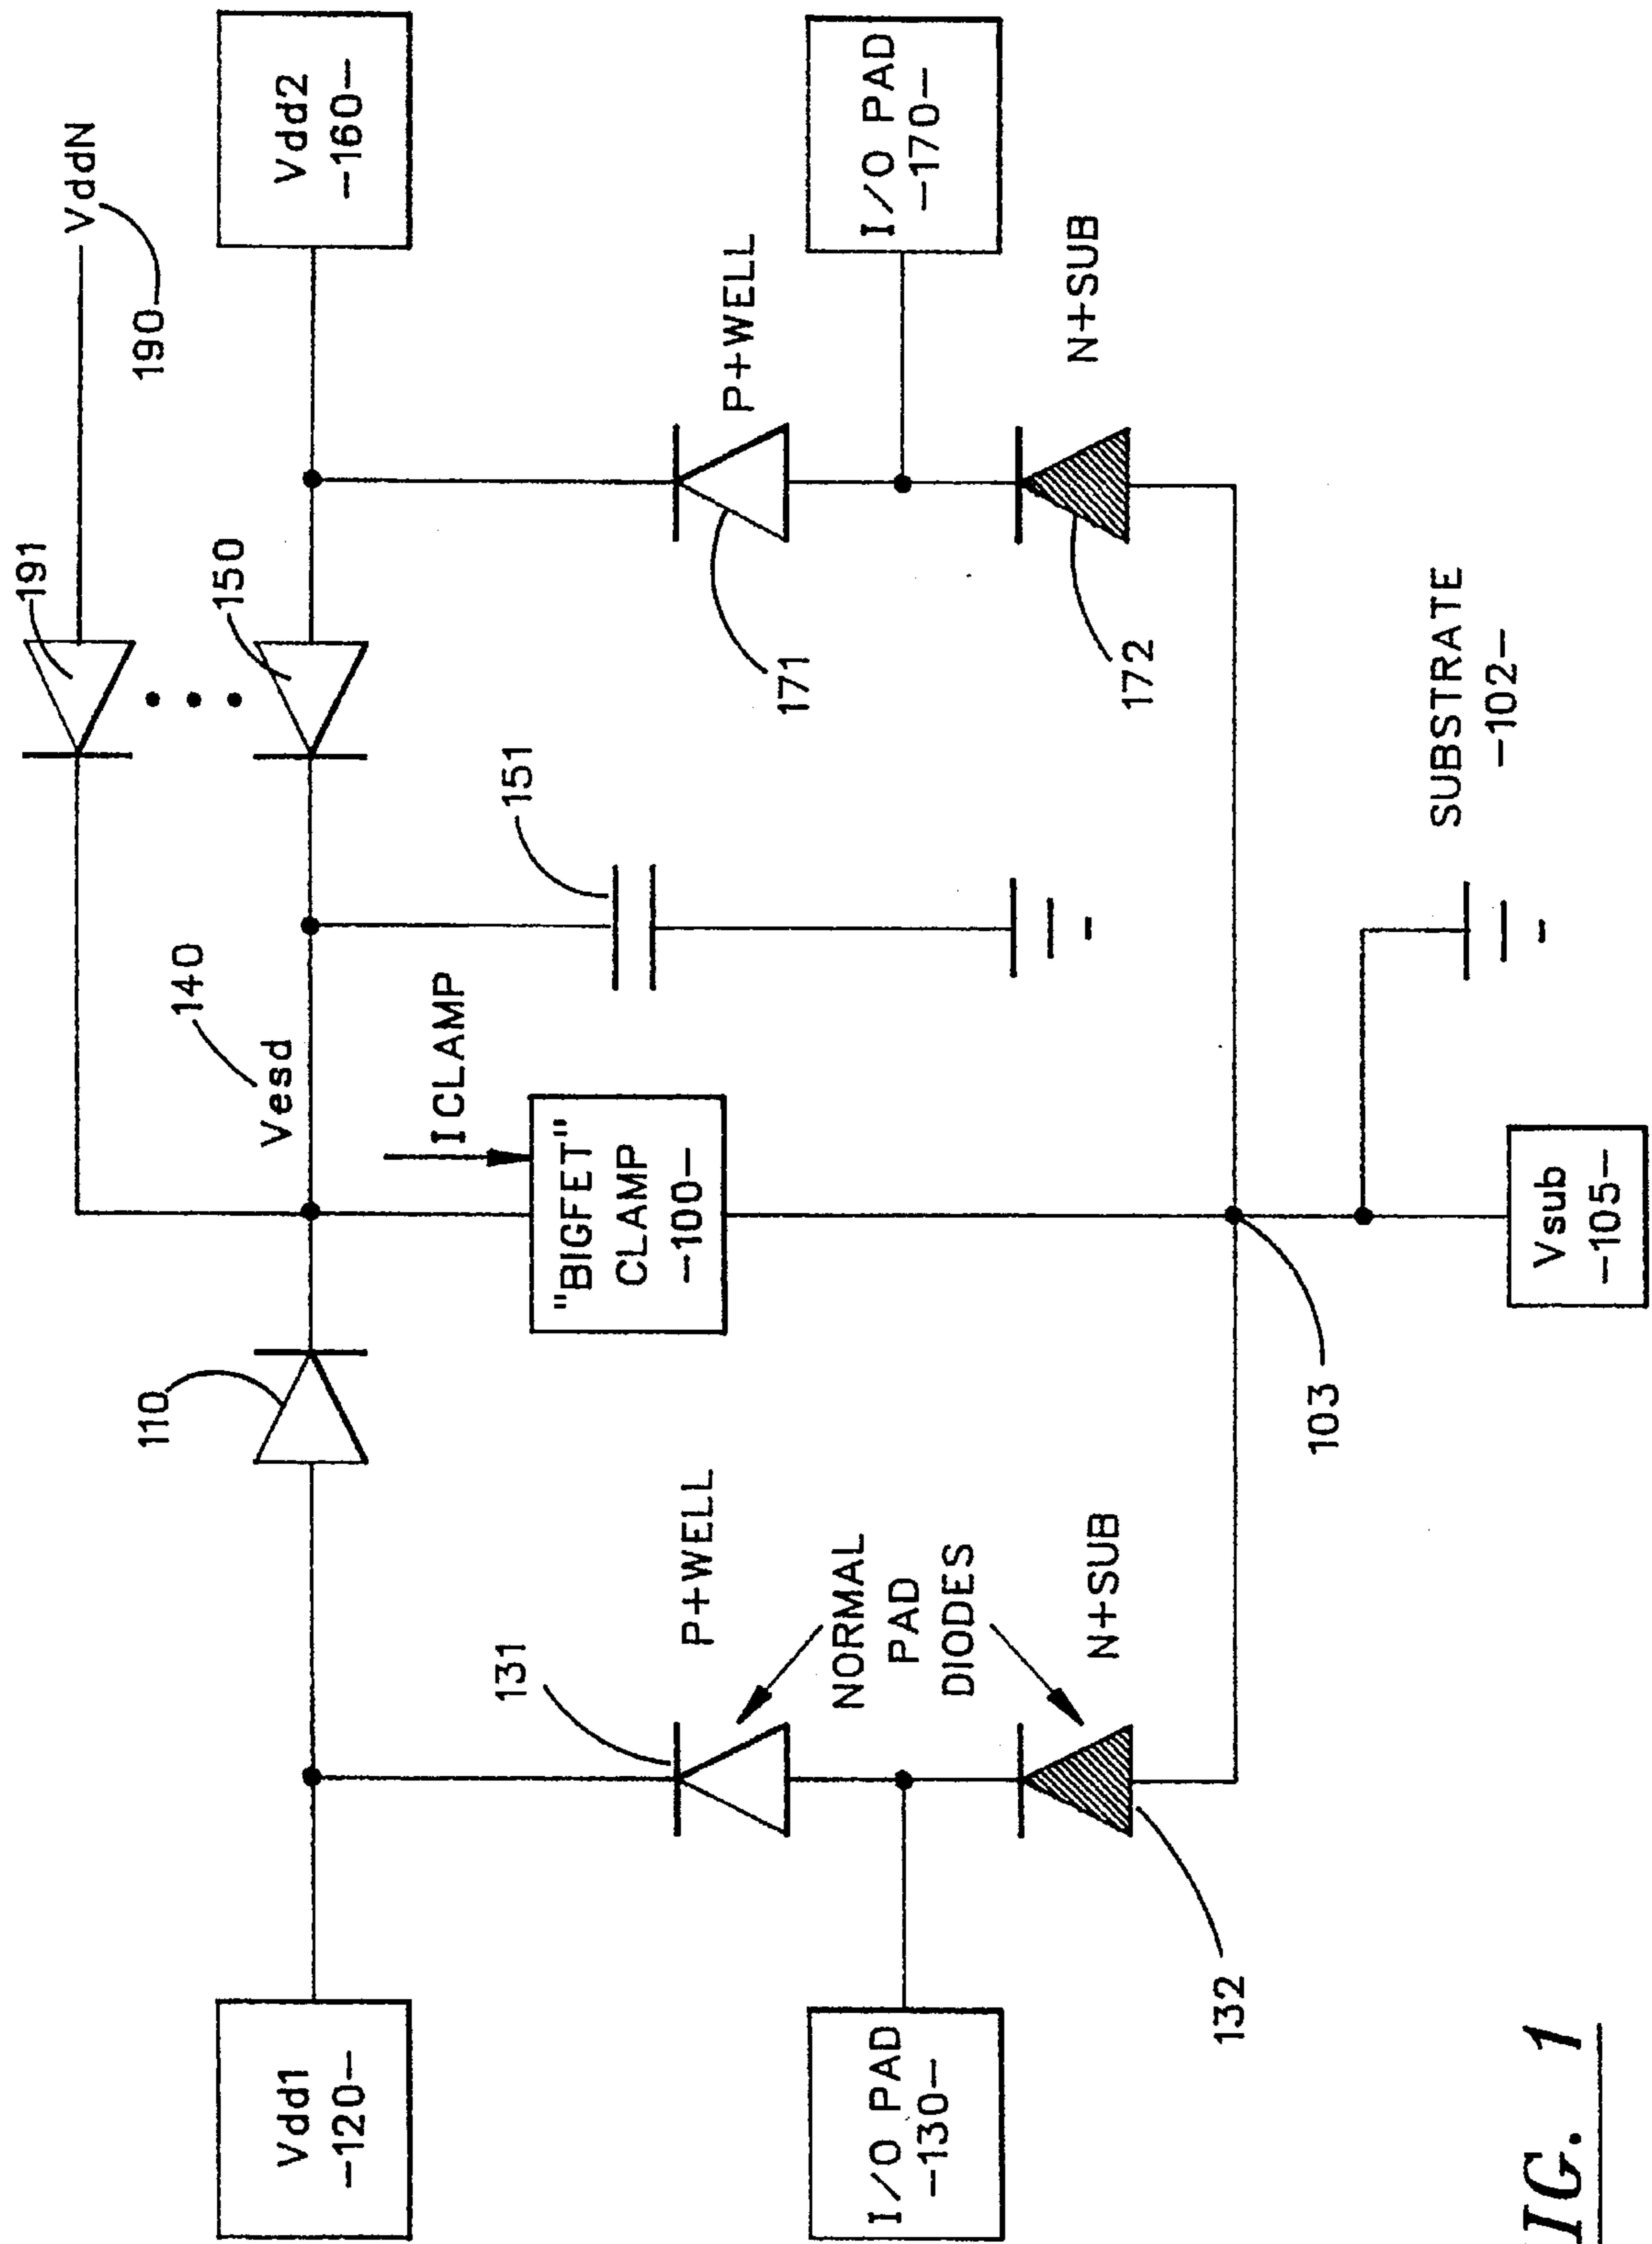 VddN
190
191
Vdd2
-160-
150
140
Vesd
110
Vdd1
-120-
I CLAMP
151
"BIGFET"
CLAMP
-100-
131
P+WELL
NORMAL
PAD
DIODES
N+SUB
132
I/O PAD
-130-
P+WELL
171
I/O PAD
-170-
N+SUB
172
103
SUBSTRATE
-102-
Vsub
-105-
IG. 1